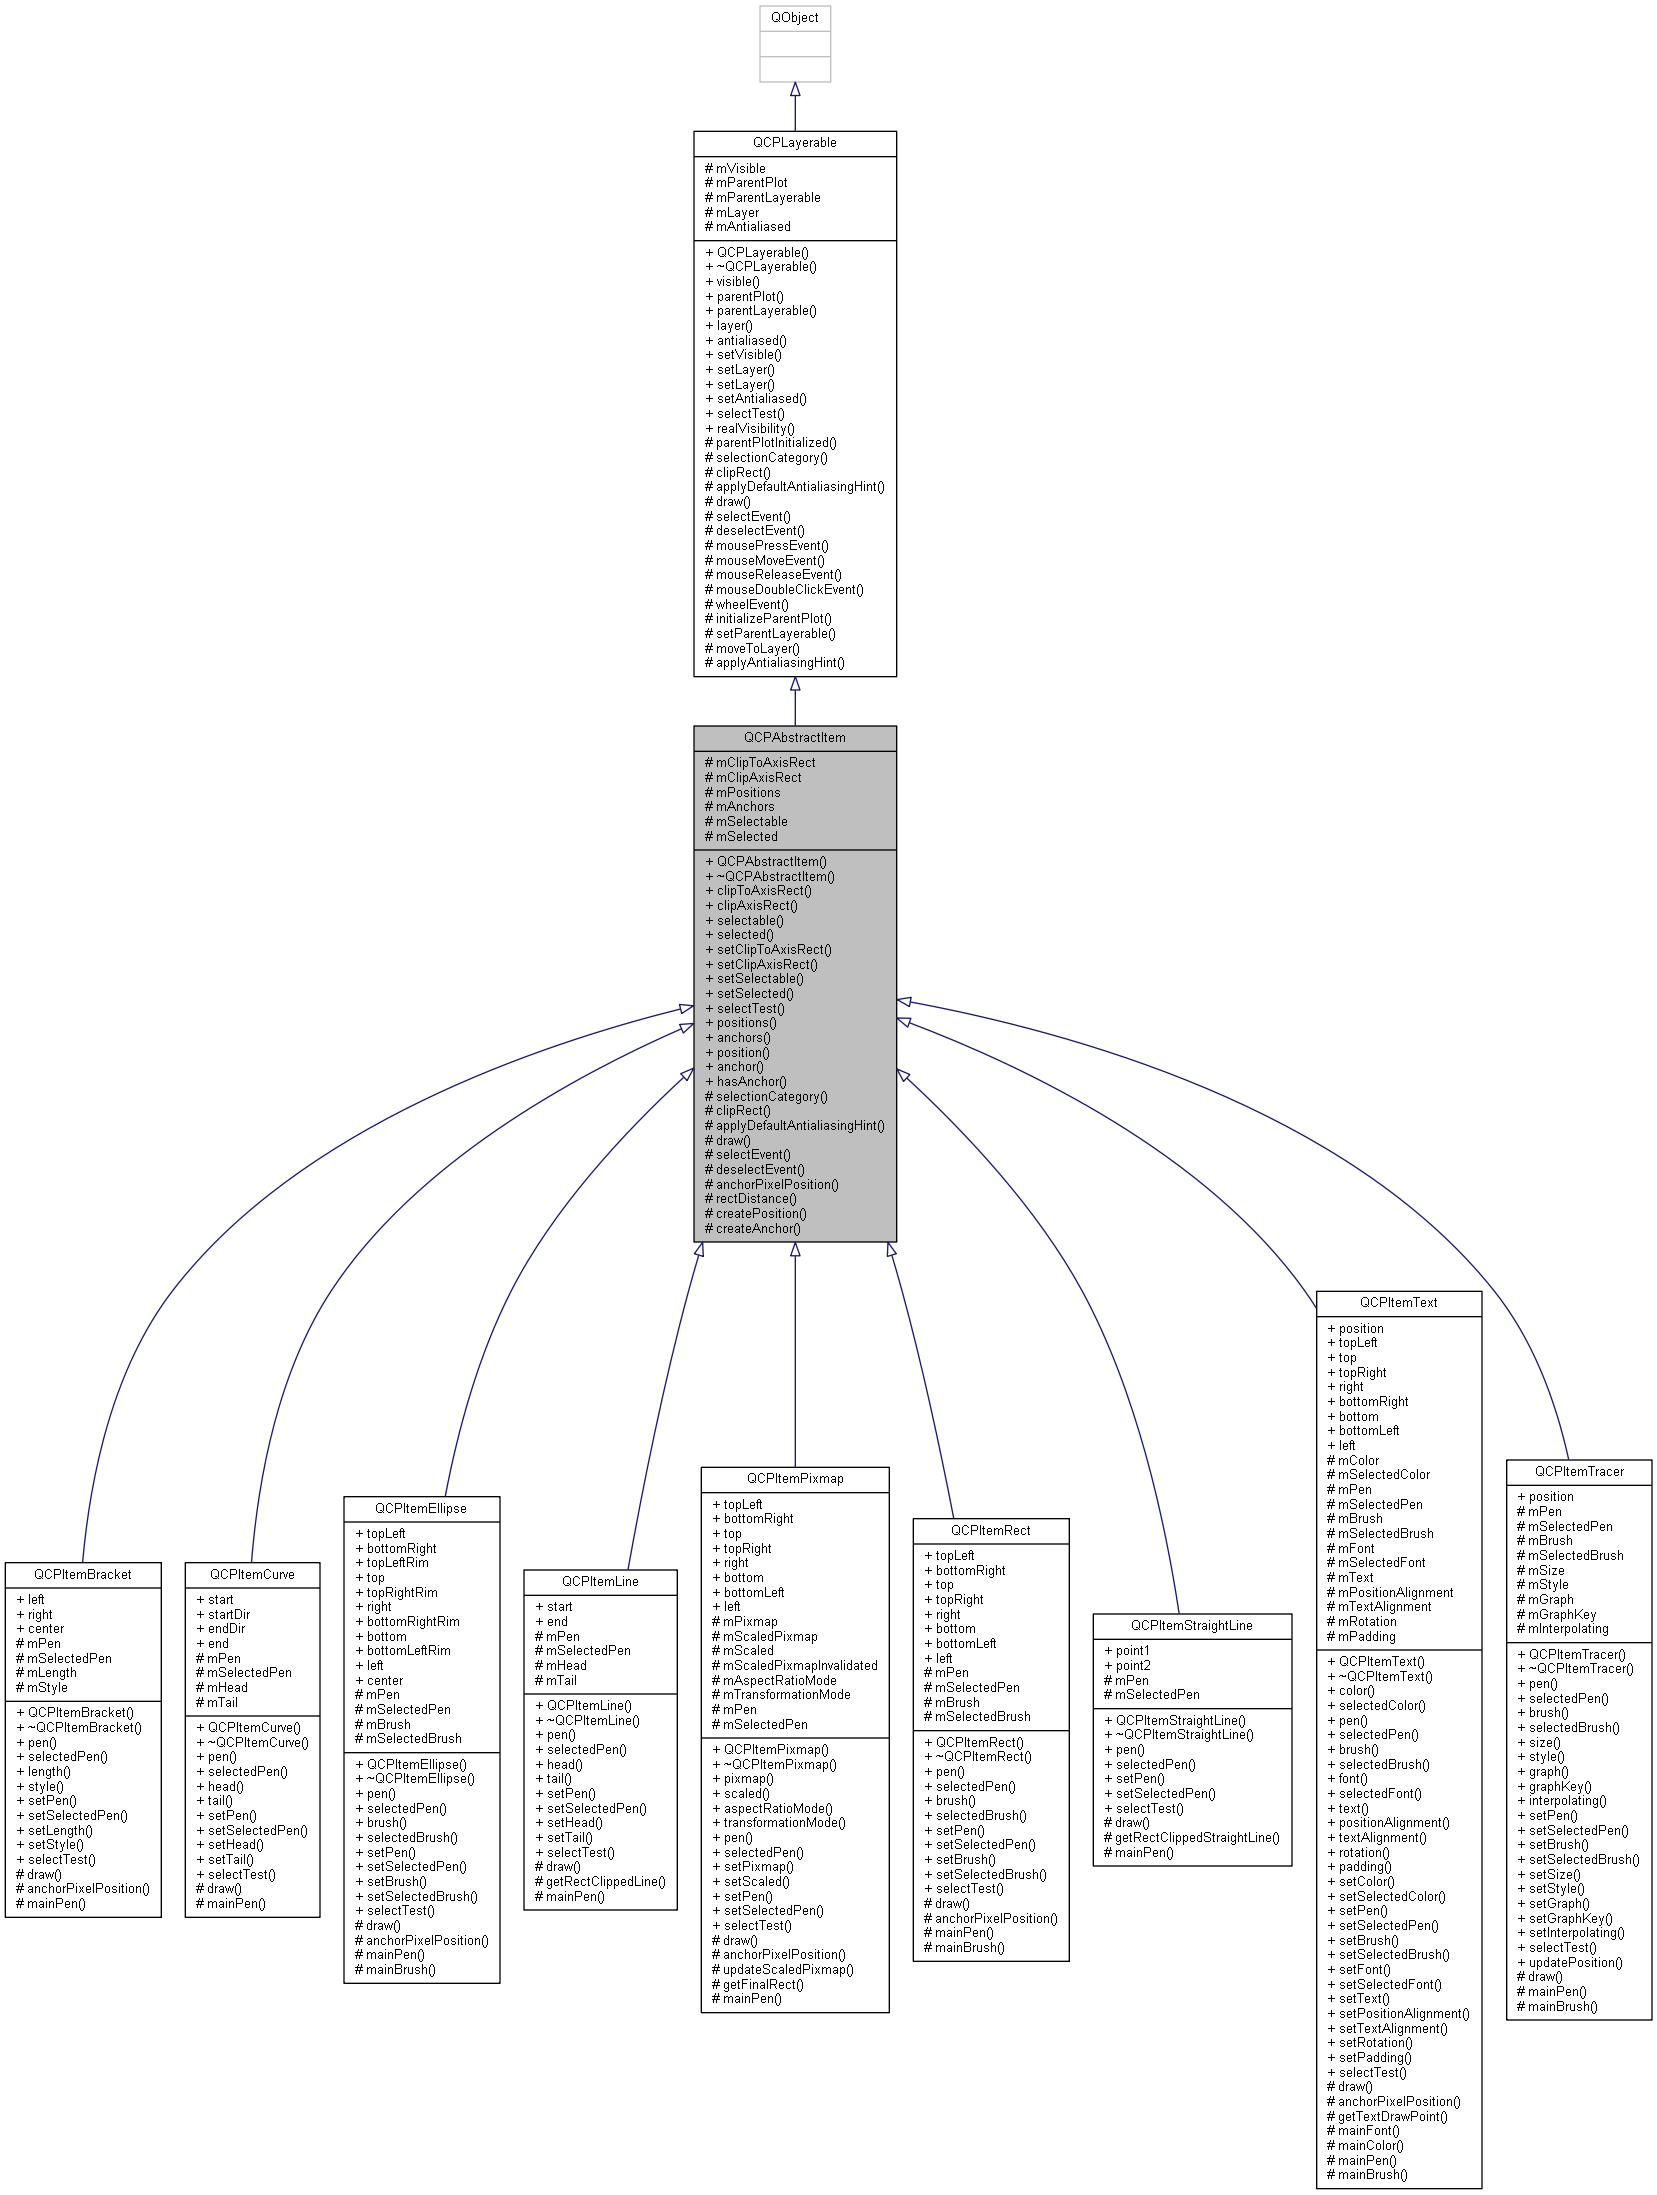 QObject
QCPLayerable
# mVisible
# mParentPlot
# mParentLayerable
# mLayer
# mAntialiased
+ QCPLayerable()
+ ~QCPLayerable()
+ visible()
+ parentPlot()
+ parentLayerable()
+ layer()
+ antialiased()
+ setVisible()
+ setLayer()
+ setLayer()
+ setAntialiased()
+ selectTest()
+ realVisibility()
# parentPlotInitialized()
# selectionCategory()
# clipRect()
# applyDefaultAntialiasingHint()
# draw()
# selectEvent()
# deselectEvent()
# mousePressEvent()
# mouseMoveEvent()
# mouseReleaseEvent()
# mouseDoubleClickEvent()
# wheelEvent()
# initializeParentPlot()
# setParentLayerable()
# moveToLayer()
# applyAntialiasingHint()
QCPAbstractItem
# mClipToAxisRect
# mClipAxisRect
# mPositions
# mAnchors
# mSelectable
# mSelected
+ QCPAbstractItem()
+ ~QCPAbstractItem()
+ clipToAxisRect()
+ clipAxisRect()
+ selectable()
+ selected()
+ setClipToAxisRect()
+ setClipAxisRect()
+ setSelectable()
+ setSelected()
+ selectTest()
+ positions()
+ anchors()
+ position()
+ anchor()
+ hasAnchor()
# selectionCategory()
# clipRect()
# applyDefaultAntialiasingHint()
# draw()
# selectEvent()
# deselectEvent()
# anchorPixelPosition()
# rectDistance()
# createPosition()
# createAnchor()
QCPItemBracket
+ left
+ right
+ center
# mPen
# mSelectedPen
# mLength
# mStyle
+ QCPItemBracket()
+ ~QCPItemBracket()
+ pen()
+ selectedPen()
+ length()
+ style()
+ setPen()
+ setSelectedPen()
+ setLength()
+ setStyle()
+ selectTest()
# draw()
# anchorPixelPosition()
# mainPen()
QCPItemCurve
+ start
+ startDir
+ endDir
+ end
# mPen
# mSelectedPen
# mHead
# mTail
+ QCPItemCurve()
+ ~QCPItemCurve()
+ pen()
+ selectedPen()
+ head()
+ tail()
+ setPen()
+ setSelectedPen()
+ setHead()
+ setTail()
+ selectTest()
# draw()
# mainPen()
QCPItemEllipse
+ topLeft
+ bottomRight
+ topLeftRim
+ top
+ topRightRim
+ right
+ bottomRightRim
+ bottom
+ bottomLeftRim
+ left
+ center
# mPen
# mSelectedPen
# mBrush
# mSelectedBrush
+ QCPItemEllipse()
+ ~QCPItemEllipse()
+ pen()
+ selectedPen()
+ brush()
+ selectedBrush()
+ setPen()
+ setSelectedPen()
+ setBrush()
+ setSelectedBrush()
+ selectTest()
# draw()
# anchorPixelPosition()
# mainPen()
# mainBrush()
QCPItemLine
+ start
+ end
# mPen
# mSelectedPen
# mHead
# mTail
+ QCPItemLine()
+ ~QCPItemLine()
+ pen()
+ selectedPen()
+ head()
+ tail()
+ setPen()
+ setSelectedPen()
+ setHead()
+ setTail()
+ selectTest()
# draw()
# getRectClippedLine()
# mainPen()
QCPItemPixmap
+ topLeft
+ bottomRight
+ top
+ topRight
+ right
+ bottom
+ bottomLeft
+ left
# mPixmap
# mScaledPixmap
# mScaled
# mScaledPixmapInvalidated
# mAspectRatioMode
# mTransformationMode
# mPen
# mSelectedPen
+ QCPItemPixmap()
+ ~QCPItemPixmap()
+ pixmap()
+ scaled()
+ aspectRatioMode()
+ transformationMode()
+ pen()
+ selectedPen()
+ setPixmap()
+ setScaled()
+ setPen()
+ setSelectedPen()
+ selectTest()
# draw()
# anchorPixelPosition()
# updateScaledPixmap()
# getFinalRect()
# mainPen()
QCPItemRect
+ topLeft
+ bottomRight
+ top
+ topRight
+ right
+ bottom
+ bottomLeft
+ left
# mPen
# mSelectedPen
# mBrush
# mSelectedBrush
+ QCPItemRect()
+ ~QCPItemRect()
+ pen()
+ selectedPen()
+ brush()
+ selectedBrush()
+ setPen()
+ setSelectedPen()
+ setBrush()
+ setSelectedBrush()
+ selectTest()
# draw()
# anchorPixelPosition()
# mainPen()
# mainBrush()
QCPItemStraightLine
+ point1
+ point2
# mPen
# mSelectedPen
+ QCPItemStraightLine()
+ ~QCPItemStraightLine()
+ pen()
+ selectedPen()
+ setPen()
+ setSelectedPen()
+ selectTest()
# draw()
# getRectClippedStraightLine()
# mainPen()
QCPItemText
+ position
+ topLeft
+ top
+ topRight
+ right
+ bottomRight
+ bottom
+ bottomLeft
+ left
# mColor
# mSelectedColor
# mPen
# mSelectedPen
# mBrush
# mSelectedBrush
# mFont
# mSelectedFont
# mText
# mPositionAlignment
# mTextAlignment
# mRotation
# mPadding
+ QCPItemText()
+ ~QCPItemText()
+ color()
+ selectedColor()
+ pen()
+ selectedPen()
+ brush()
+ selectedBrush()
+ font()
+ selectedFont()
+ text()
+ positionAlignment()
+ textAlignment()
+ rotation()
+ padding()
+ setColor()
+ setSelectedColor()
+ setPen()
+ setSelectedPen()
+ setBrush()
+ setSelectedBrush()
+ setFont()
+ setSelectedFont()
+ setText()
+ setPositionAlignment()
+ setTextAlignment()
+ setRotation()
+ setPadding()
+ selectTest()
# draw()
# anchorPixelPosition()
# getTextDrawPoint()
# mainFont()
# mainColor()
# mainPen()
# mainBrush()
QCPItemTracer
+ position
# mPen
# mSelectedPen
# mBrush
# mSelectedBrush
# mSize
# mStyle
# mGraph
# mGraphKey
# mInterpolating
+ QCPItemTracer()
+ ~QCPItemTracer()
+ pen()
+ selectedPen()
+ brush()
+ selectedBrush()
+ size()
+ style()
+ graph()
+ graphKey()
+ interpolating()
+ setPen()
+ setSelectedPen()
+ setBrush()
+ setSelectedBrush()
+ setSize()
+ setStyle()
+ setGraph()
+ setGraphKey()
+ setInterpolating()
+ selectTest()
+ updatePosition()
# draw()
# mainPen()
# mainBrush()